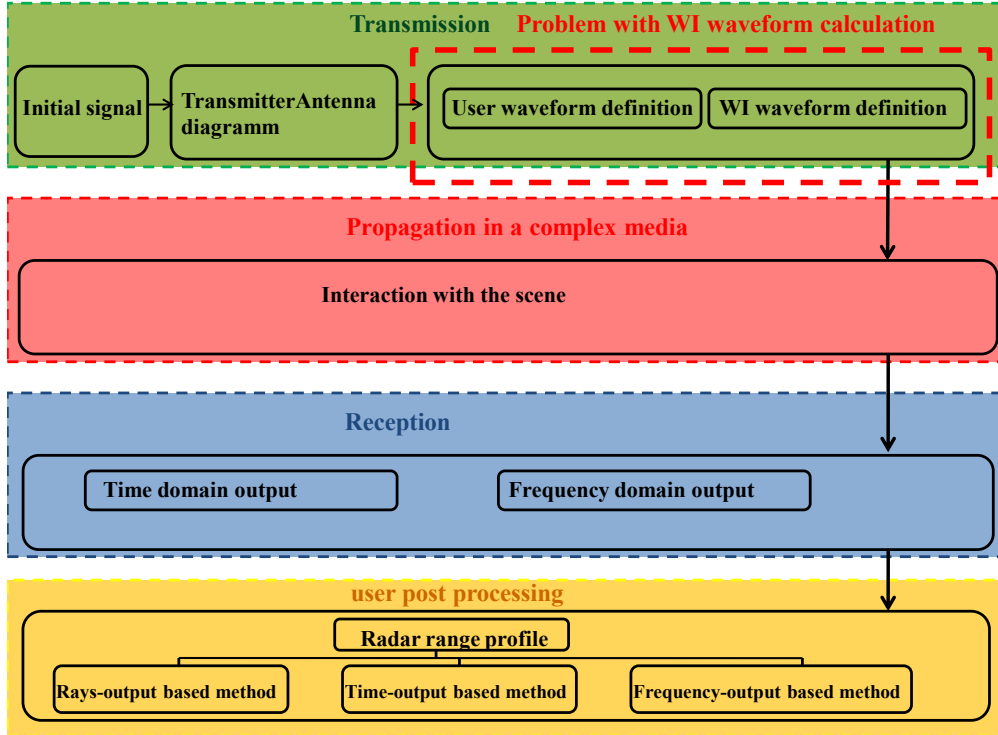 Transmission Problem with WI waveform calculation
Initial signal
TransmitterAntenna
diagramm
User waveform definition
WI waveform definition
Propagation in a complex media
Interaction with the scene
Reception
Time domain output
Frequency domain output
user post processing
Radar range profile
Rays-output based method
Time-output based method
Frequency-output based method